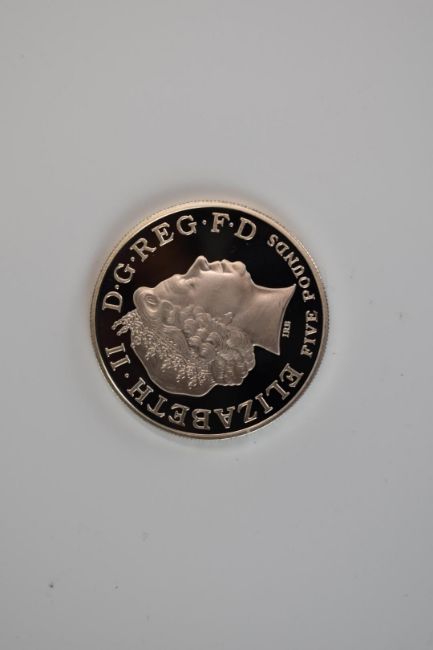 ELIZABETH · II D · G · REG · F · D
FIVE POUNDS
IRB